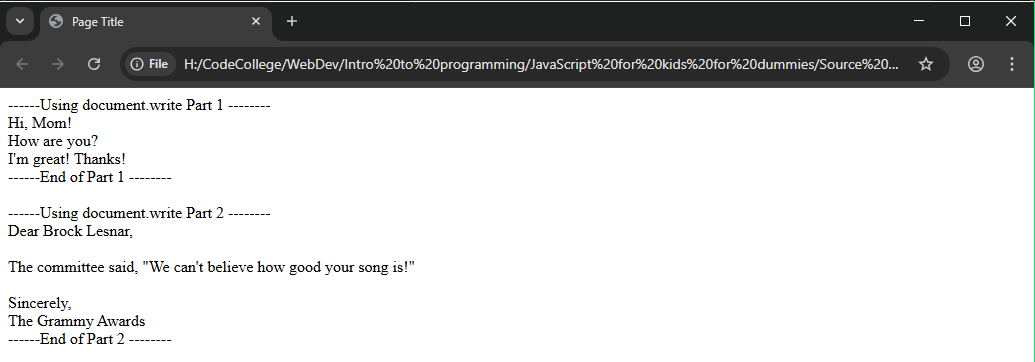 Page Title
File H:/CodeCollege/WebDev/Intro%20to%20programming/JavaScript%20for%20kids%20for%20dummies/Source%20...
------Using document.write Part 1 --------
Hi, Mom!
How are you?
I'm great! Thanks!
------End of Part 1 --------
------Using document.write Part 2 --------
Dear Brock Lesnar,
The committee said, "We can't believe how good your song is!"
Sincerely,
The Grammy Awards
------End of Part 2 --------